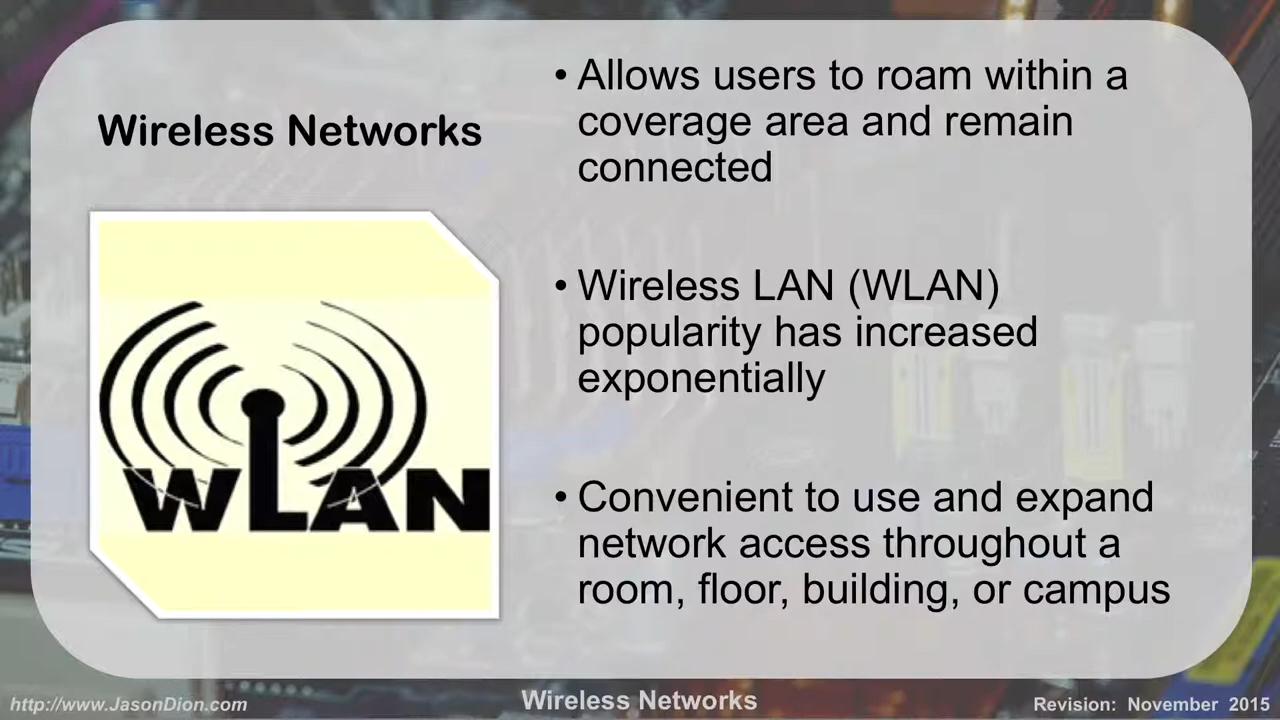 Wireless Networks
WLAN
• Allows users to roam within a
coverage area and remain
connected
• Wireless LAN (WLAN)
popularity has increased
exponentially
• Convenient to use and expand
network access throughout a
room, floor, building, or campus
http://www.JasonDion.com
Wireless Networks
Revision: November 2015